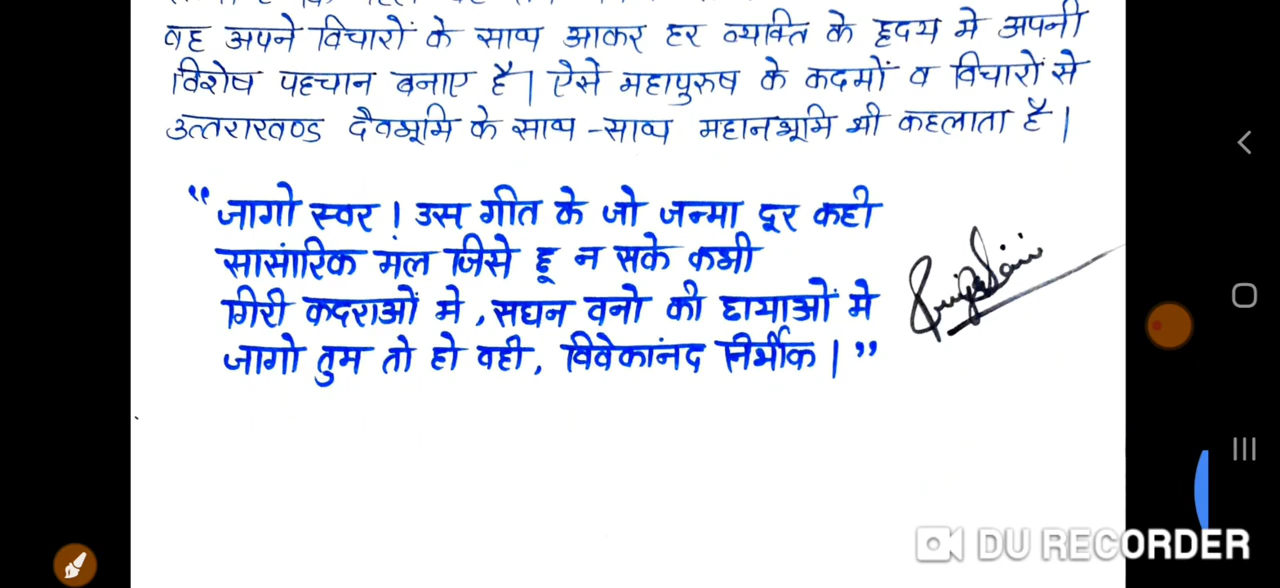 वह अपने विचारों के साथ आकर हर व्यक्ति के हृदय मे अपनी
विशेष पहचान बनाए है। ऐसे महापुरुष के कदमों व विचारों से
उत्तराखण्ड देवभूमि के साथ-साथ महानभूमि भी कहलाता है।
“जागो स्वर! उस गीत के जो जन्मा दूर कही
सासांरिक मल जिसे छू न सके कभी
गिरी कदराओं मे, सघन वनो की छायाओं मे
जागो तुम तो हो वही, विवेकांनद निर्भीक।”
DU RECORDER